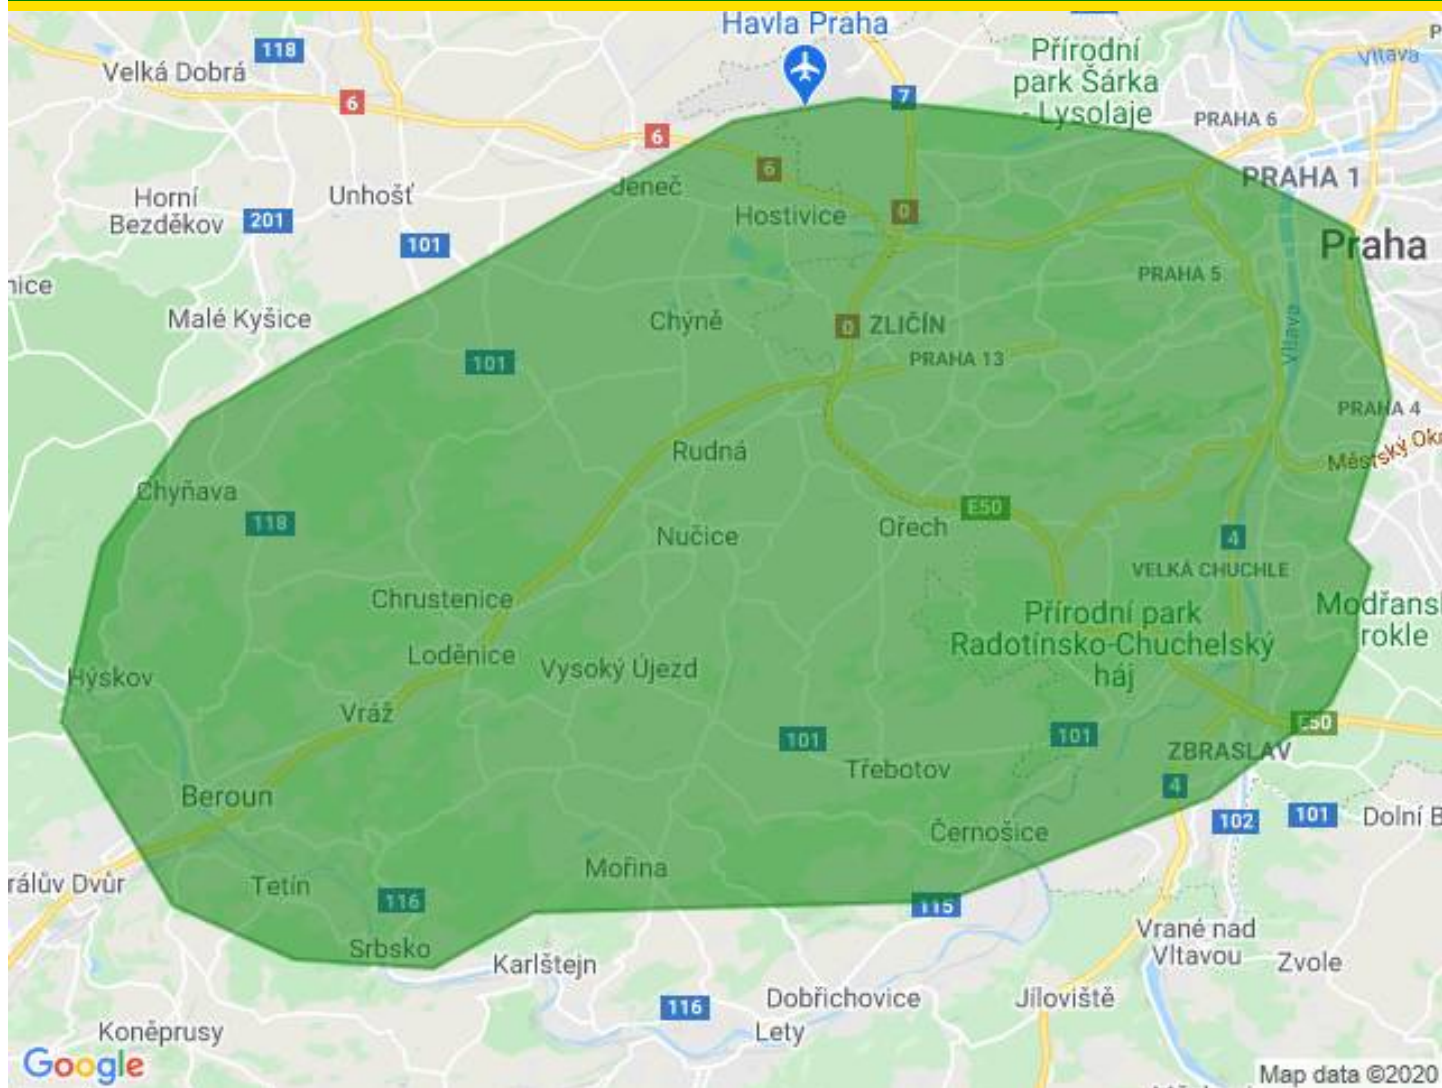 Havla Praha
118
Velká Dobrá
6
7
Přírodní
park Šárka
- Lysolaje
Vltava
PRAHA 6
6
6
PRAHA 1
Jeneč
Unhošť
Horní
Bezděkov
201
101
Hostivice
0
Praha
PRAHA 5
nice
Malé Kyšice
Chýně
0
ZLIČÍN
Vltava
101
PRAHA 13
PRAHA 4
Rudná
Městský Okr
Chyňava
118
E50
Nučice
Ořech
4
VELKÁ CHUCHLE
Chrustenice
Přírodní park
Radotínsko-Chuchelský
háj
Modřansk
rokle
Loděnice
Vysoký Újezd
Hýskov
Vráž
101
101
E50
ZBRASLAV
Třebotov
4
Beroun
102
101
Dolní B
Černošice
Mořina
rálův Dvůr
Tetín
116
115
Vrané nad
Vltavou
Srbsko
Karlštejn
Zvole
116
Dobřichovice
Jíloviště
Koněprusy
Lety
Google
Map data ©2020